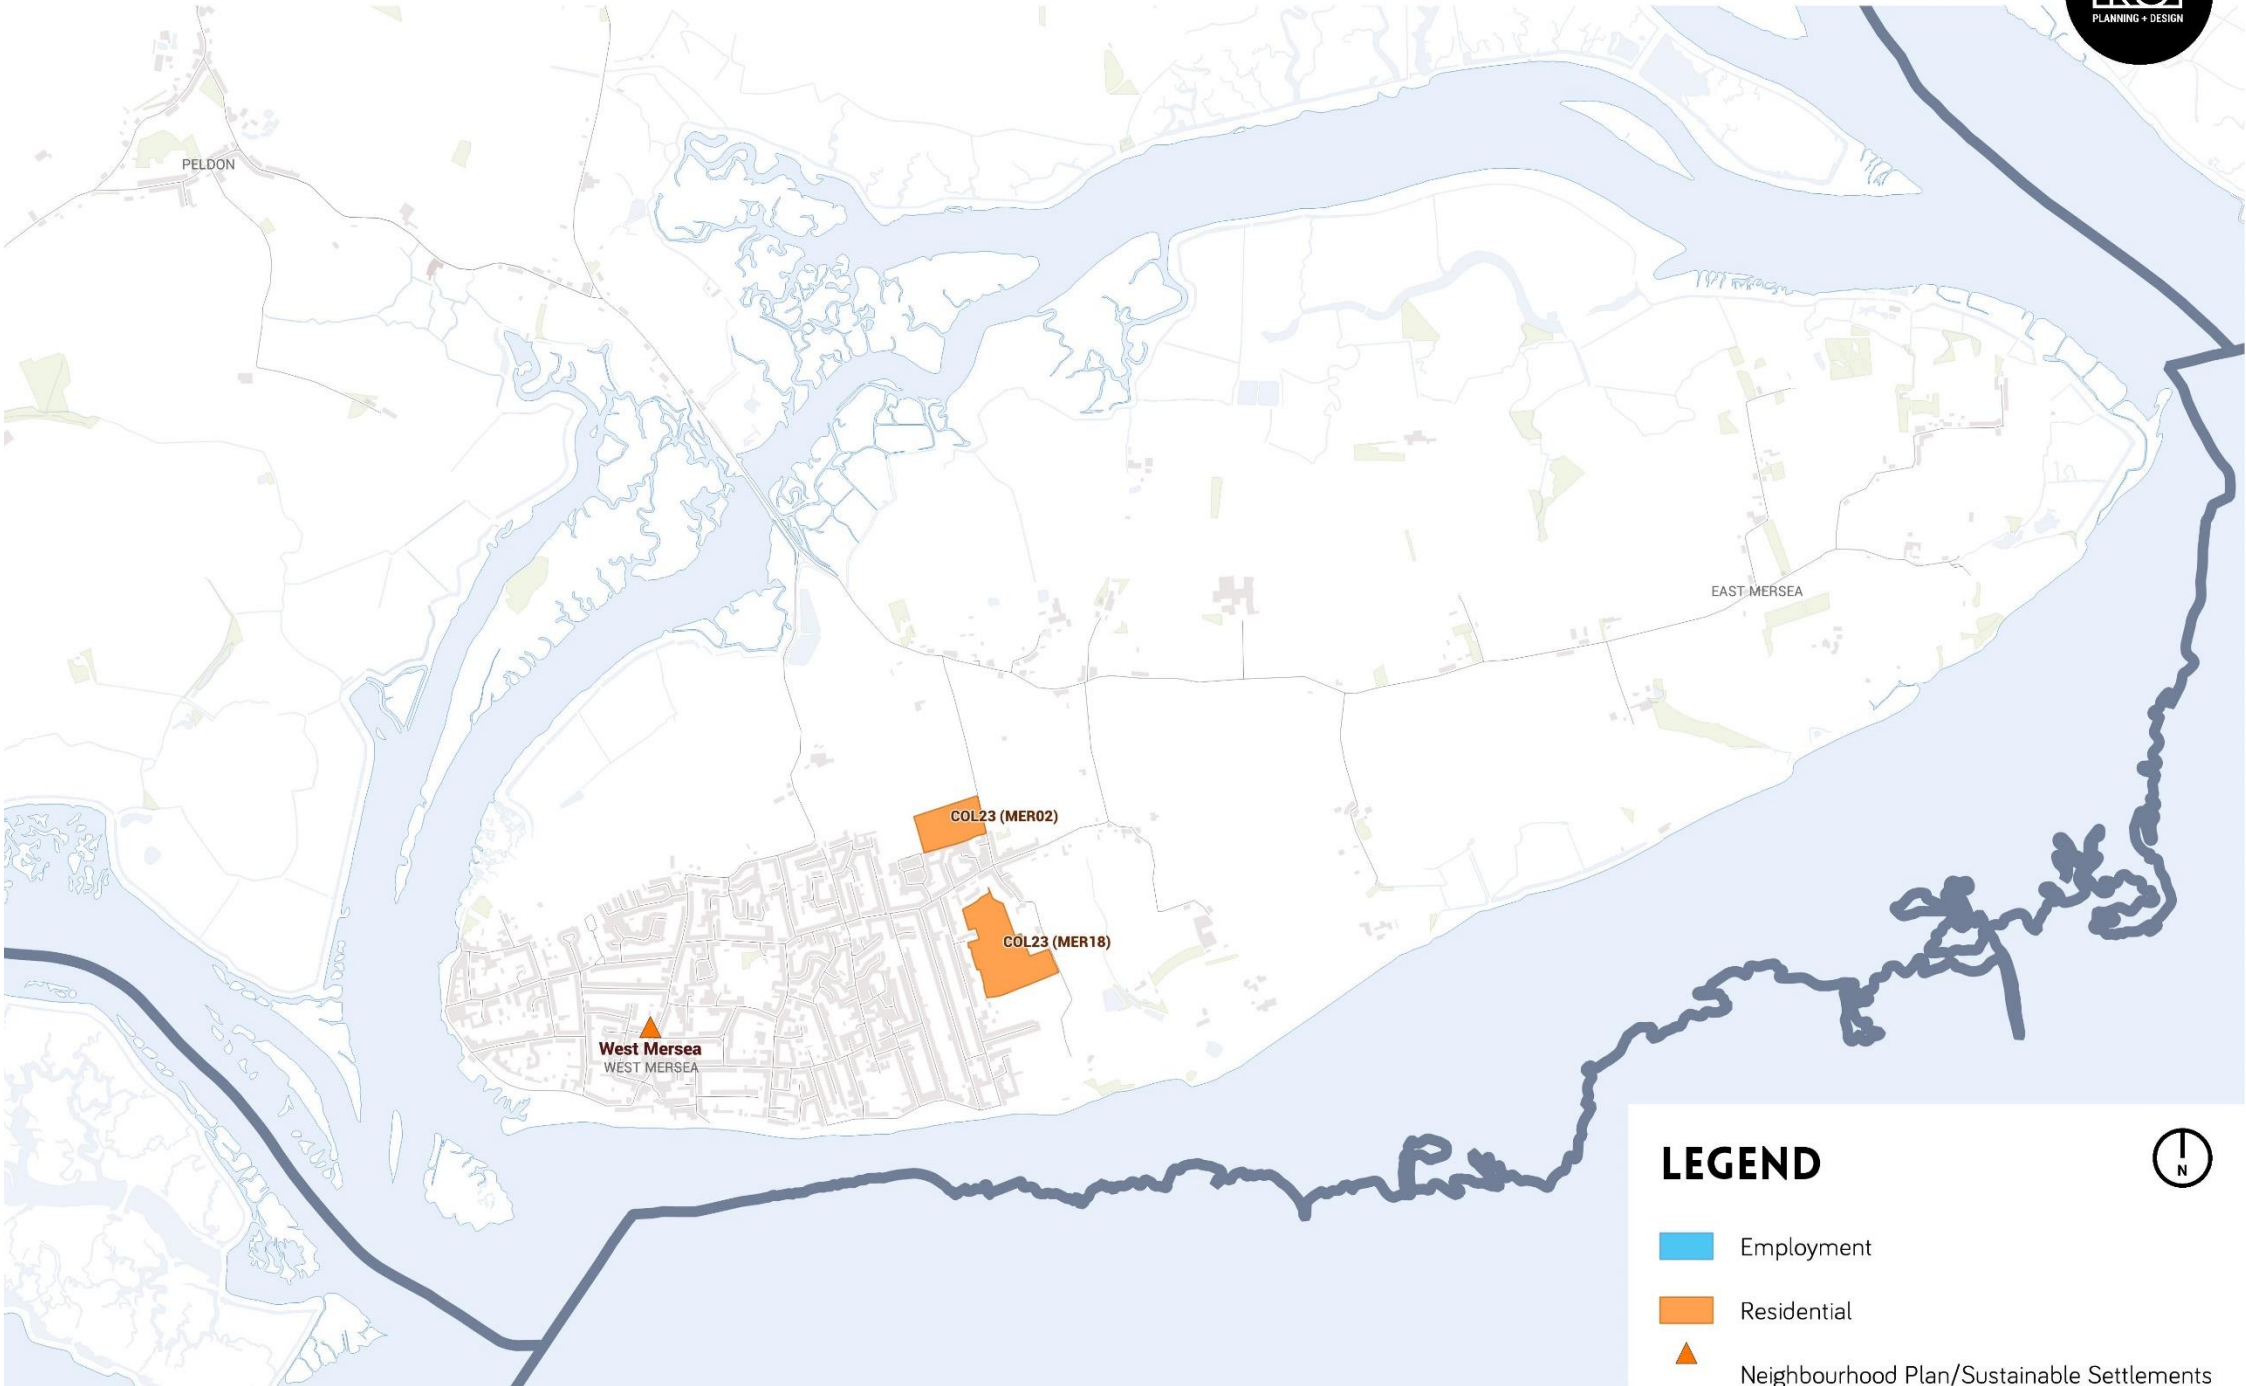 PLANNING + DESIGN
PELDON
EAST MERSEA
COL23 (MER02)
COL23 (MER18)
West Mersea
WEST MERSEA
LEGEND
N
Employment
Residential
Neighbourhood Plan/Sustainable Settlements